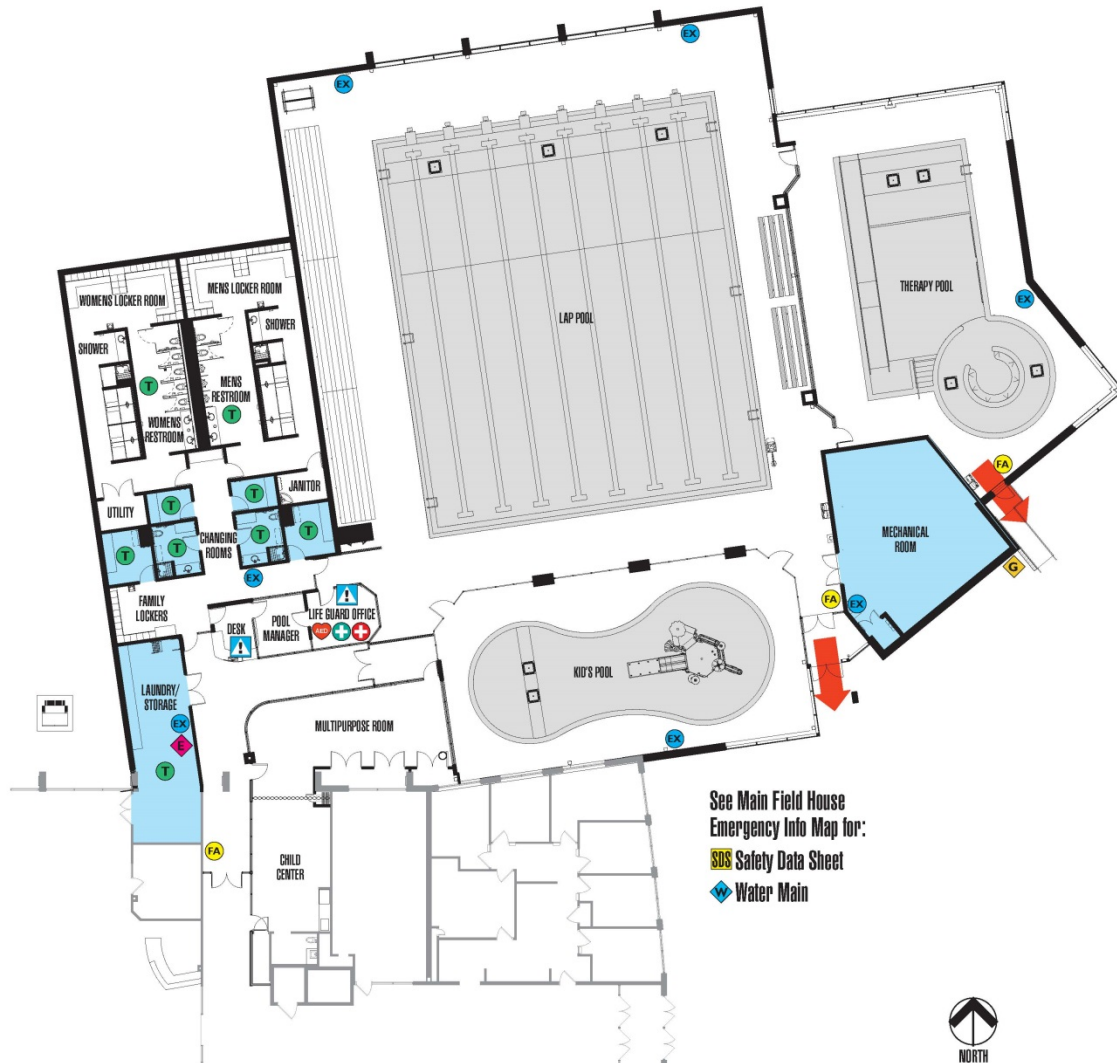 EX
EX
WOMENS LOCKER ROOM
MENS LOCKER ROOM
SHOWER
SHOWER
LAP POOL
THERAPY POOL
EX
T
MENS
RESTROOM
T
WOMENS
RESTROOM
FA
JANITOR
UTILITY
T
T
T
T
T
T
CHANGING
ROOMS
MECHANICAL
ROOM
G
EX
FAMILY
LOCKERS
FA
EX
DESK
POOL
MANAGER
LIFE GUARD OFFICE
AED
KID'S POOL
LAUNDRY/
STORAGE
EX
E
T
MULTIPURPOSE ROOM
EX
FA
CHILD
CENTER
See Main Field House
Emergency Info Map for:
SDS Safety Data Sheet
W Water Main
NORTH